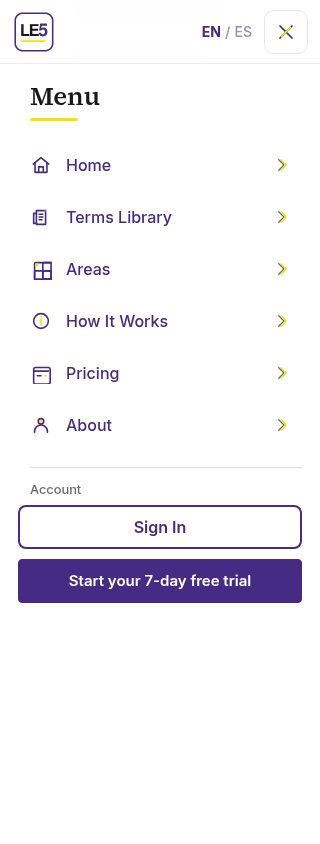 LE5
EN / ES
Menu
Home
Terms Library
Areas
How It Works
Pricing
About
Account
Sign In
Start your 7-day free trial